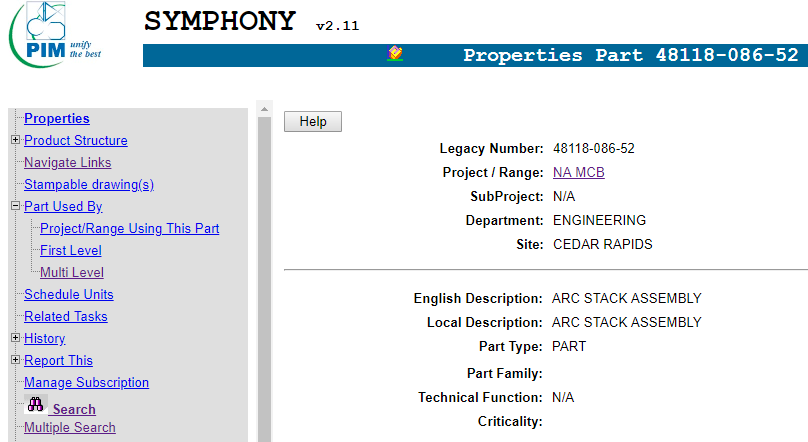 SYMPHONY v2.11
PIM unify
the best
Properties Part 48118-086-52
Properties
Product Structure
Navigate Links
Stampable drawing(s)
Part Used By
Project/Range Using This Part
First Level
Multi Level
Schedule Units
Related Tasks
History
Report This
Manage Subscription
Search
Multiple Search
Help
Legacy Number: 48118-086-52
Project / Range: NA MCB
SubProject: N/A
Department: ENGINEERING
Site: CEDAR RAPIDS
English Description: ARC STACK ASSEMBLY
Local Description: ARC STACK ASSEMBLY
Part Type: PART
Part Family:
Technical Function: N/A
Criticality: